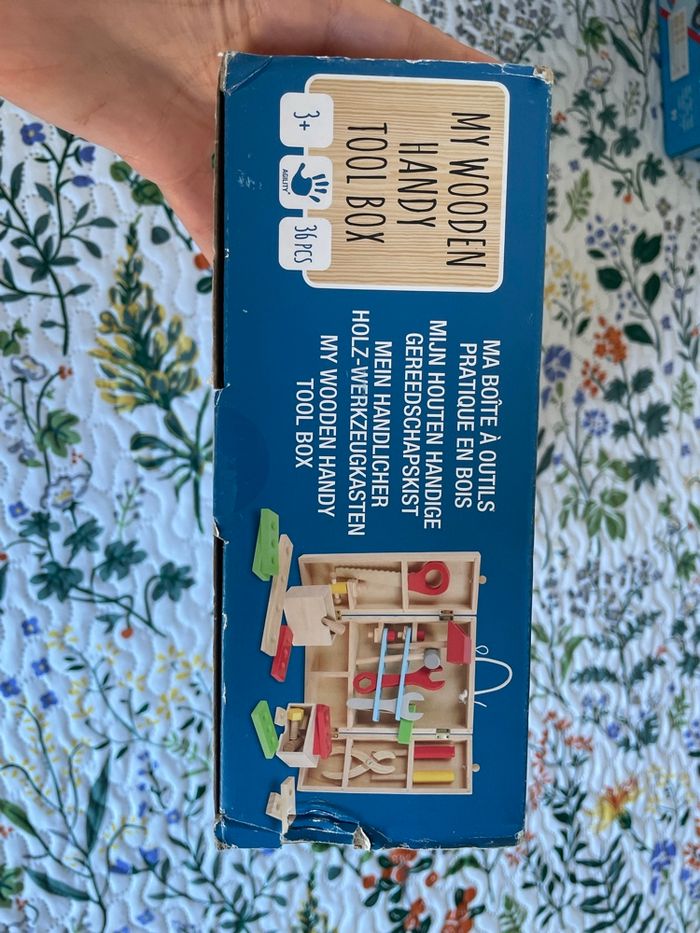 MY WOODEN
HANDY
TOOL BOX
3+
AGILITY
36 PCS
MA BOÎTE À OUTILS
PRATIQUE EN BOIS
MIJN HOUTEN HANDIGE
GEREEDSCHAPSKIST
MEIN HANDLICHER
HOLZ-WERKZEUGKASTEN
MY WOODEN HANDY
TOOL BOX